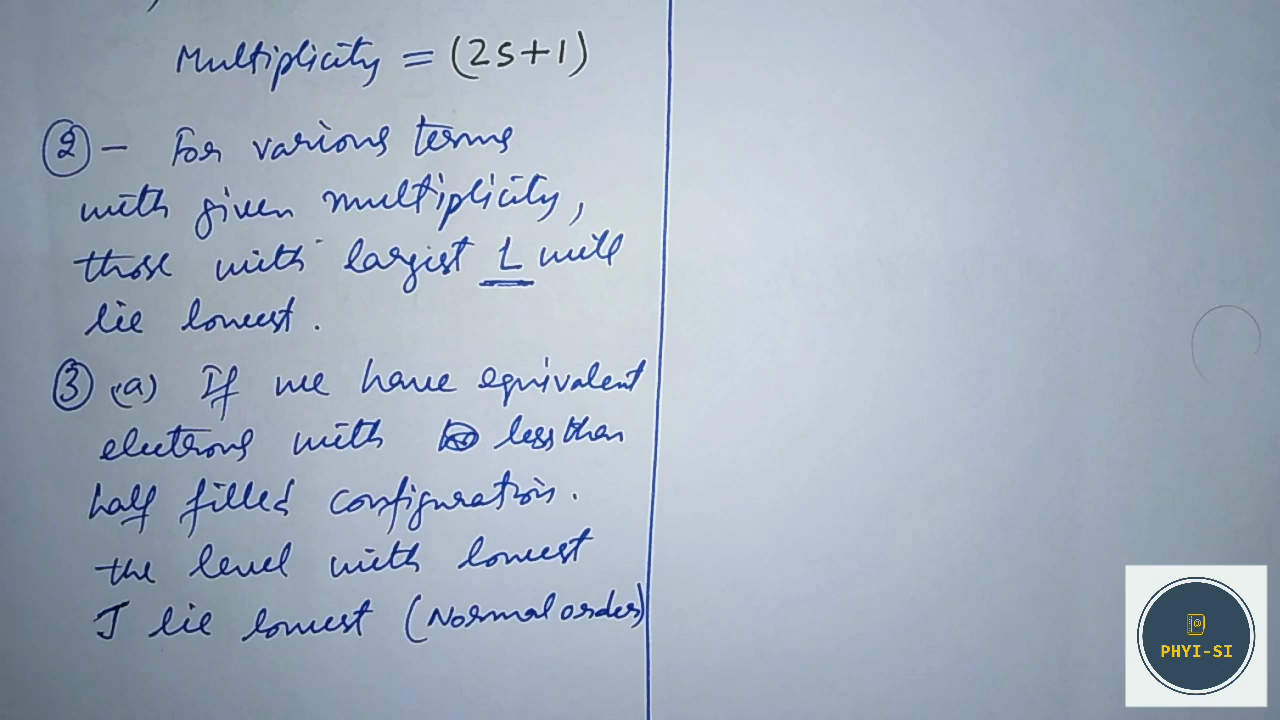 Multiplicity = (2S+1)
② – For various terms
with given multiplicity,
those with largest L will
lie lowest.
③ (a) If we have equivalent
electrons with less than
half filled configuration.
the level with lowest
J lie lowest (Normal order)
PHYI-SI